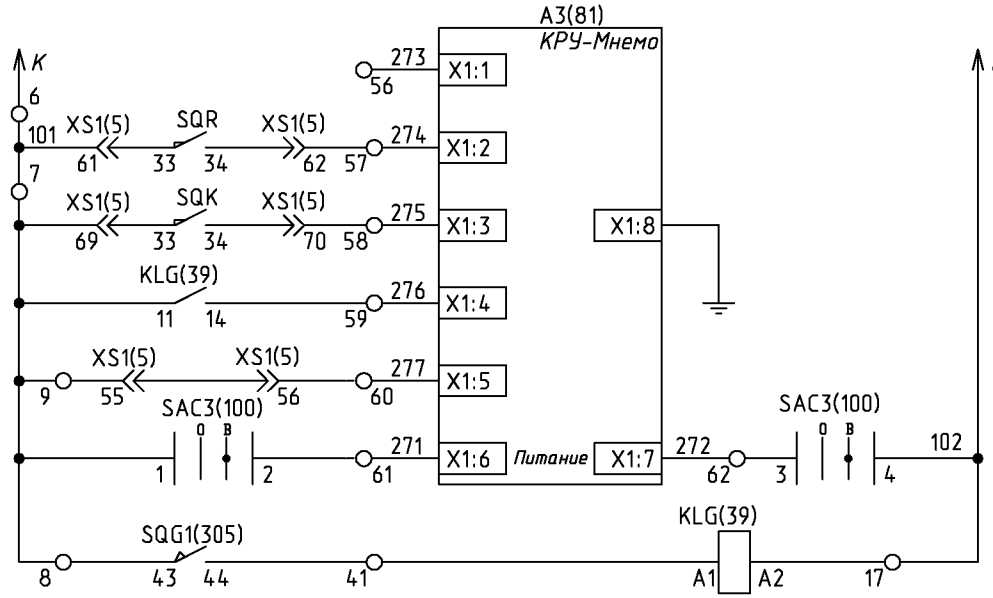 A3(81)
КРУ-Мнемо
K
6
273
X1:1
56
101
XS1(5)
SQR
XS1(5)
274
X1:2
61
33
34
62
57
7
XS1(5)
SQK
XS1(5)
275
X1:3
X1:8
69
33
34
70
58
KLG(39)
276
X1:4
11
14
59
XS1(5)
XS1(5)
277
X1:5
9
55
56
60
SAC3(100)
SAC3(100)
O
B
O
B
271
X1:6
Питание
X1:7
272
102
1
2
61
62
3
4
SQG1(305)
KLG(39)
8
43
44
41
A1
A2
17